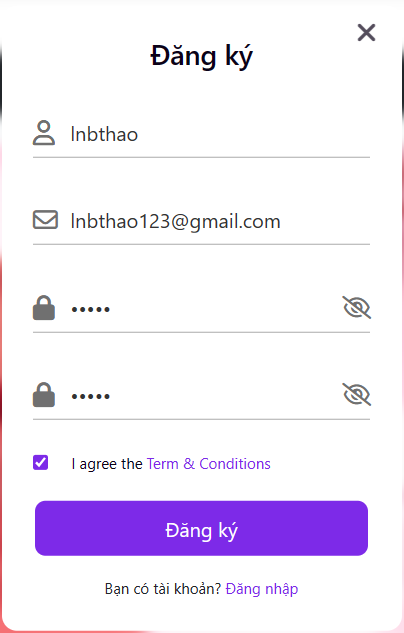 Đăng ký
lnbthao
lnbthao123@gmail.com
•••••
•••••
I agree the Term & Conditions
Đăng ký
Bạn có tài khoản? Đăng nhập